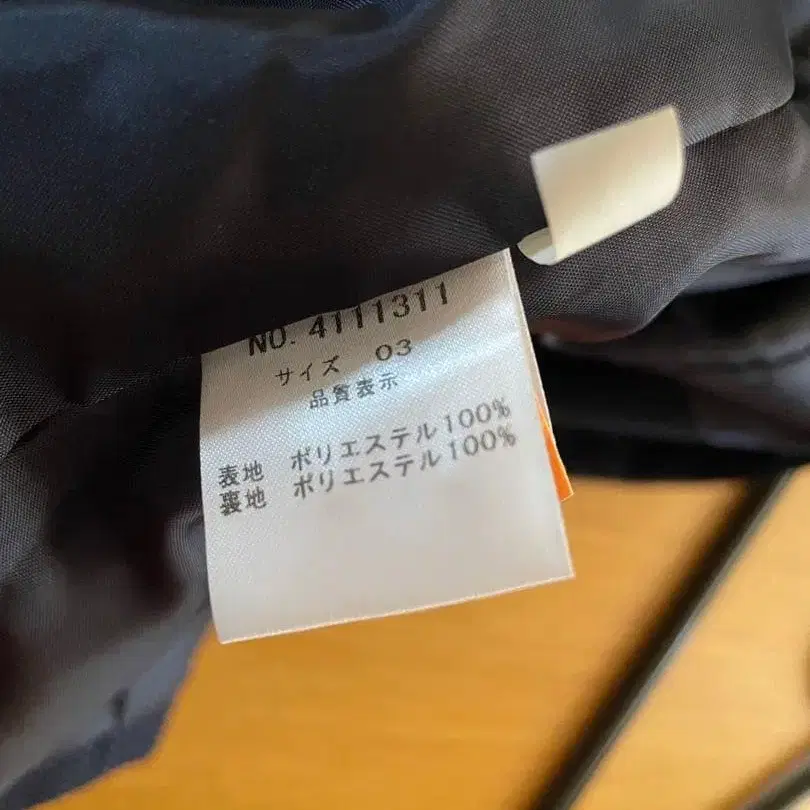 NO. 4111311
サイズ 03
品質表示
表地 ポリエステル100%
裏地 ポリエステル100%